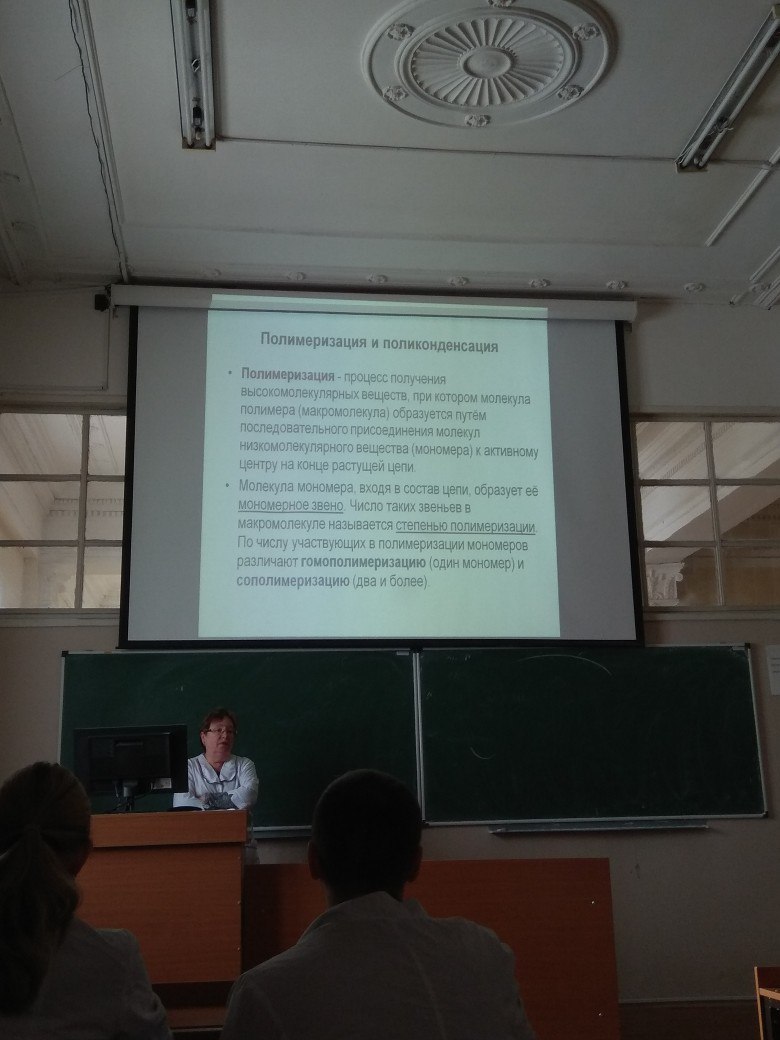 Полимеризация и поликонденсация
• Полимеризация - процесс получения
высокомолекулярных веществ, при котором молекула
полимера (макромолекула) образуется путём
последовательного присоединения молекул
низкомолекулярного вещества (мономера) к активному
центру на конце растущей цепи.
• Молекула мономера, входя в состав цепи, образует её
мономерное звено. Число таких звеньев в
макромолекуле называется степенью полимеризации.
По числу участвующих в полимеризации мономеров
различают гомополимеризацию (один мономер) и
сополимеризацию (два и более).